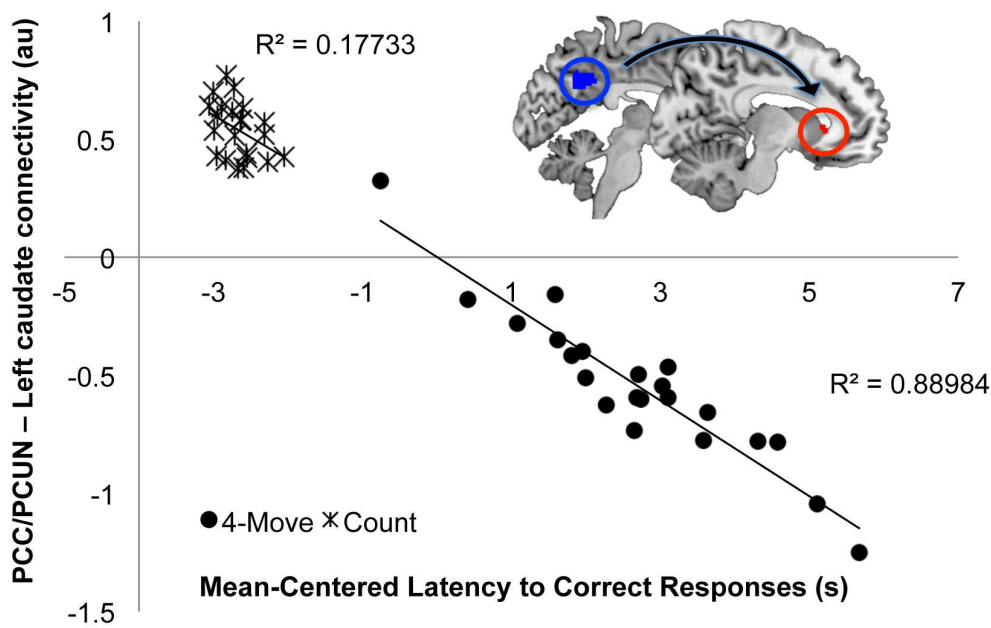 PCC/PCUN – Left caudate connectivity (au)
1
0.5
0
-0.5
-1
-1.5
R² = 0.17733
-5 -3 -1 1 3 5 7
R² = 0.88984
4-Move Count
Mean-Centered Latency to Correct Responses (s)